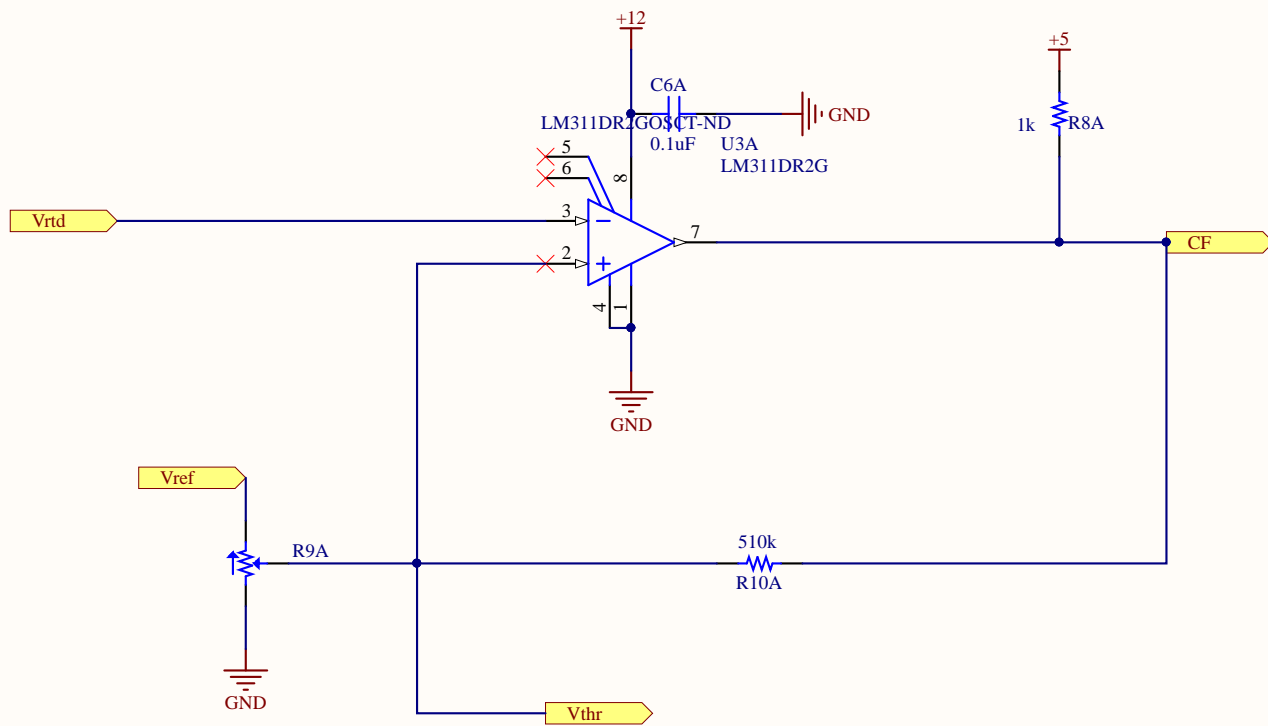 +12
+5
C6A
GND
LM311DR2GOSCT-ND
1k
R8A
0.1uF
U3A
LM311DR2G
5
6
8
Vrtd
3
7
CF
2
4
1
GND
Vref
510k
R9A
R10A
GND
Vthr